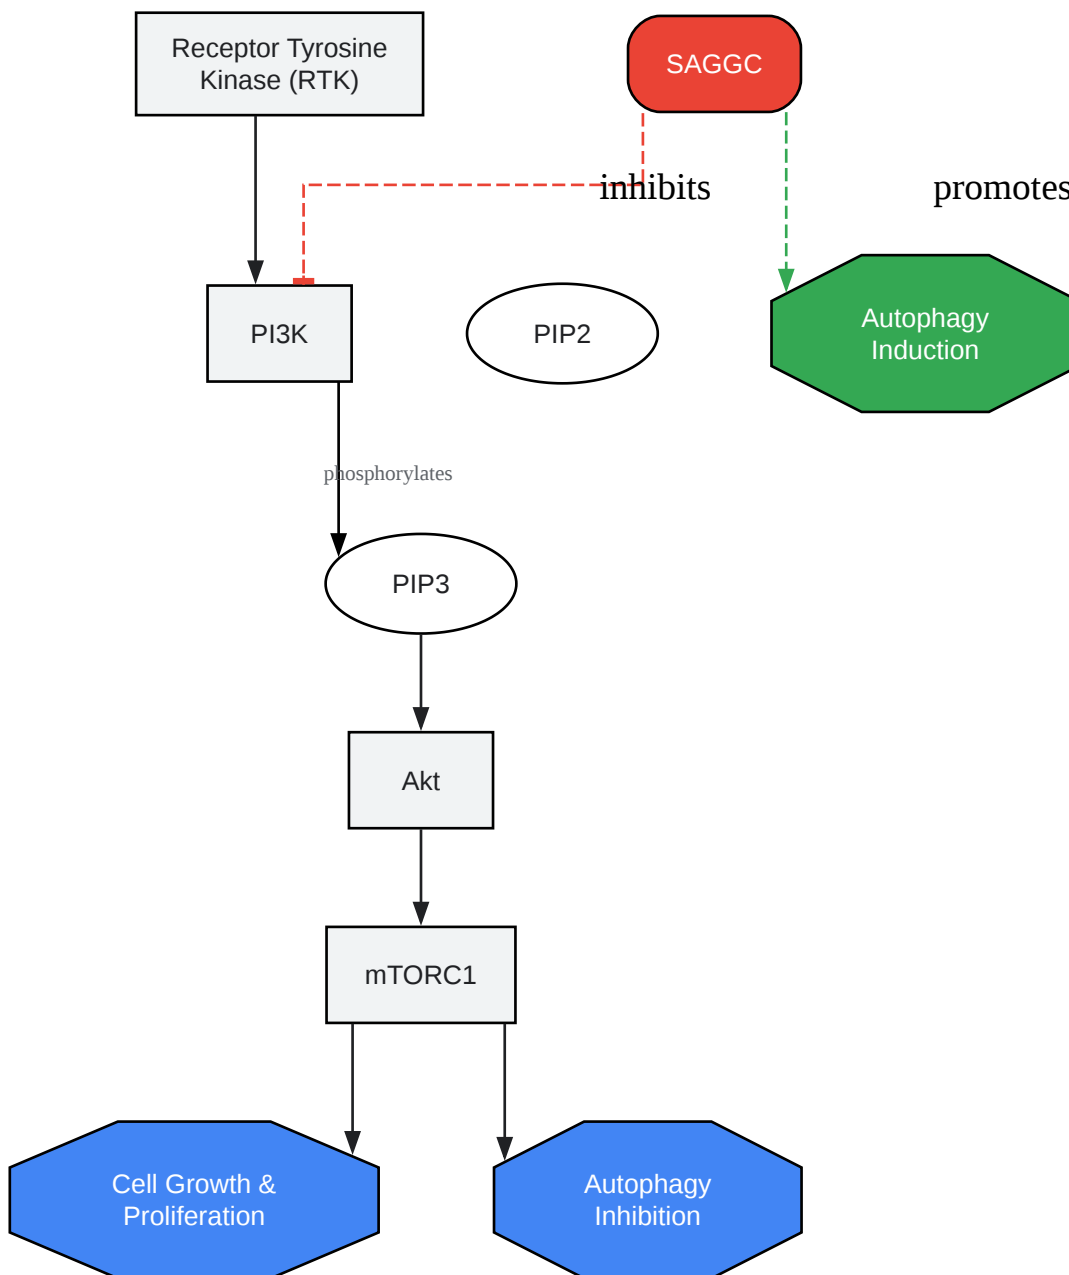 Receptor Tyrosine
Kinase (RTK)
SAGGC
inhibits
promotes
PI3K
PIP2
Autophagy
Induction
phosphorylates
PIP3
Akt
mTORC1
Cell Growth &
Proliferation
Autophagy
Inhibition